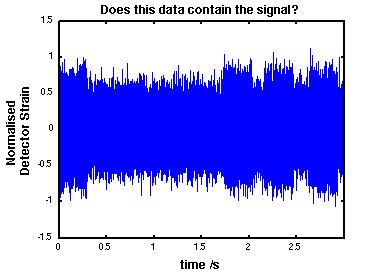 Does this data contain the signal?
1.5
1
0.5
0
-0.5
-1
-1.5
Normalised
Detector Strain
0 0.5 1 1.5 2 2.5
time /s